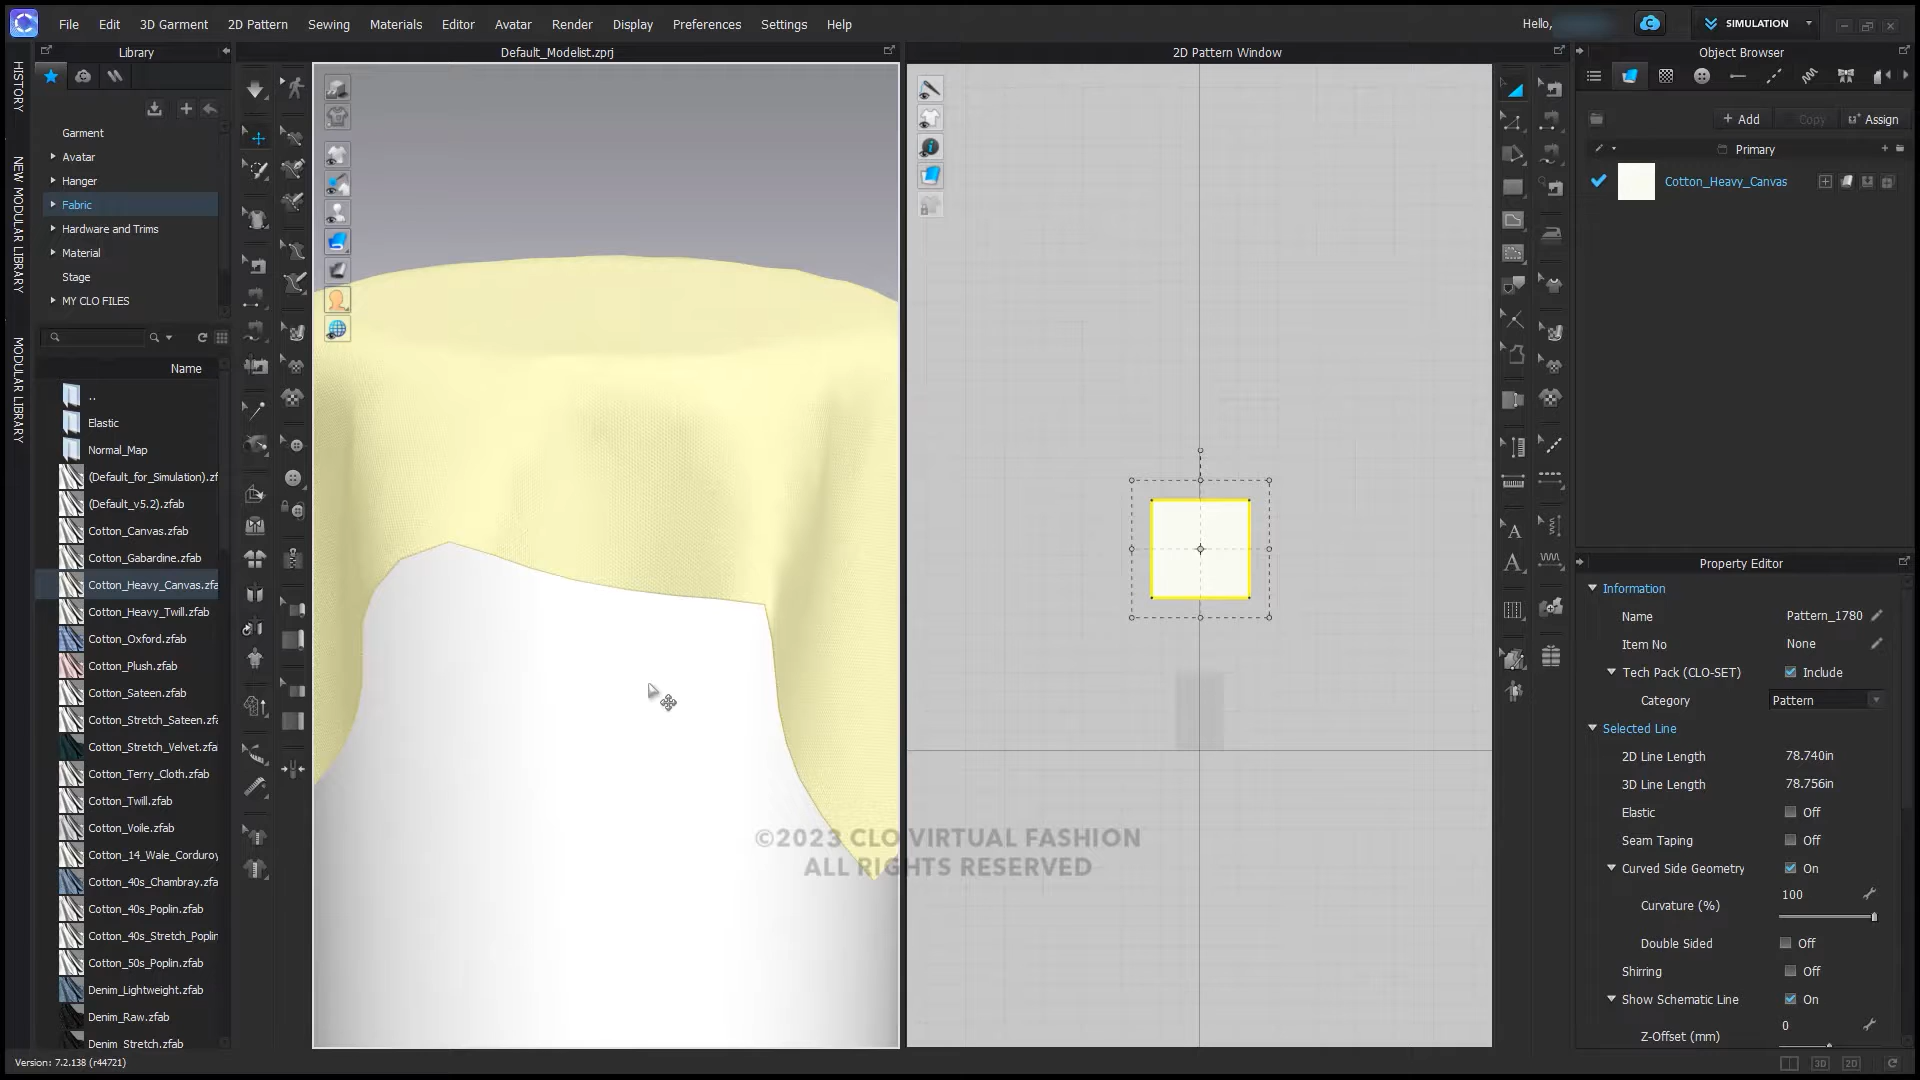 File Edit 3D Garment 2D Pattern Sewing Materials Editor Avatar Render Display Preferences Settings Help
Hello,
SIMULATION
HISTORY
NEW MODULAR LIBRARY
MODULAR LIBRARY
Library
Garment
Avatar
Hanger
Fabric
Hardware and Trims
Material
Stage
MY CLO FILES
Name
..
Elastic
Normal_Map
(Default_for_Simulation).zf
(Default_v5.2).zfab
Cotton_Canvas.zfab
Cotton_Gabardine.zfab
Cotton_Heavy_Canvas.zfa
Cotton_Heavy_Twill.zfab
Cotton_Oxford.zfab
Cotton_Plush.zfab
Cotton_Sateen.zfab
Cotton_Stretch_Sateen.zfa
Cotton_Stretch_Velvet.zfa
Cotton_Terry_Cloth.zfab
Cotton_Twill.zfab
Cotton_Voile.zfab
Cotton_14_Wale_Corduroy
Cotton_40s_Chambray.zfa
Cotton_40s_Poplin.zfab
Cotton_40s_Stretch_Poplin
Cotton_50s_Poplin.zfab
Denim_Lightweight.zfab
Denim_Raw.zfab
Denim_Stretch.zfab
Version: 7.2.138 (r44721)
Default_Modelist.zprj
2D Pattern Window
©2023 CLO VIRTUAL FASHION
ALL RIGHTS RESERVED
Object Browser
+ Add Copy Assign
Primary
Cotton_Heavy_Canvas
Property Editor
Information
Name Pattern_1780
Item No None
Tech Pack (CLO-SET) Include
Category Pattern
Selected Line
2D Line Length 78.740in
3D Line Length 78.756in
Elastic Off
Seam Taping Off
Curved Side Geometry On
Curvature (%) 100
Double Sided Off
Shirring Off
Show Schematic Line On
Z-Offset (mm) 0
3D
2D